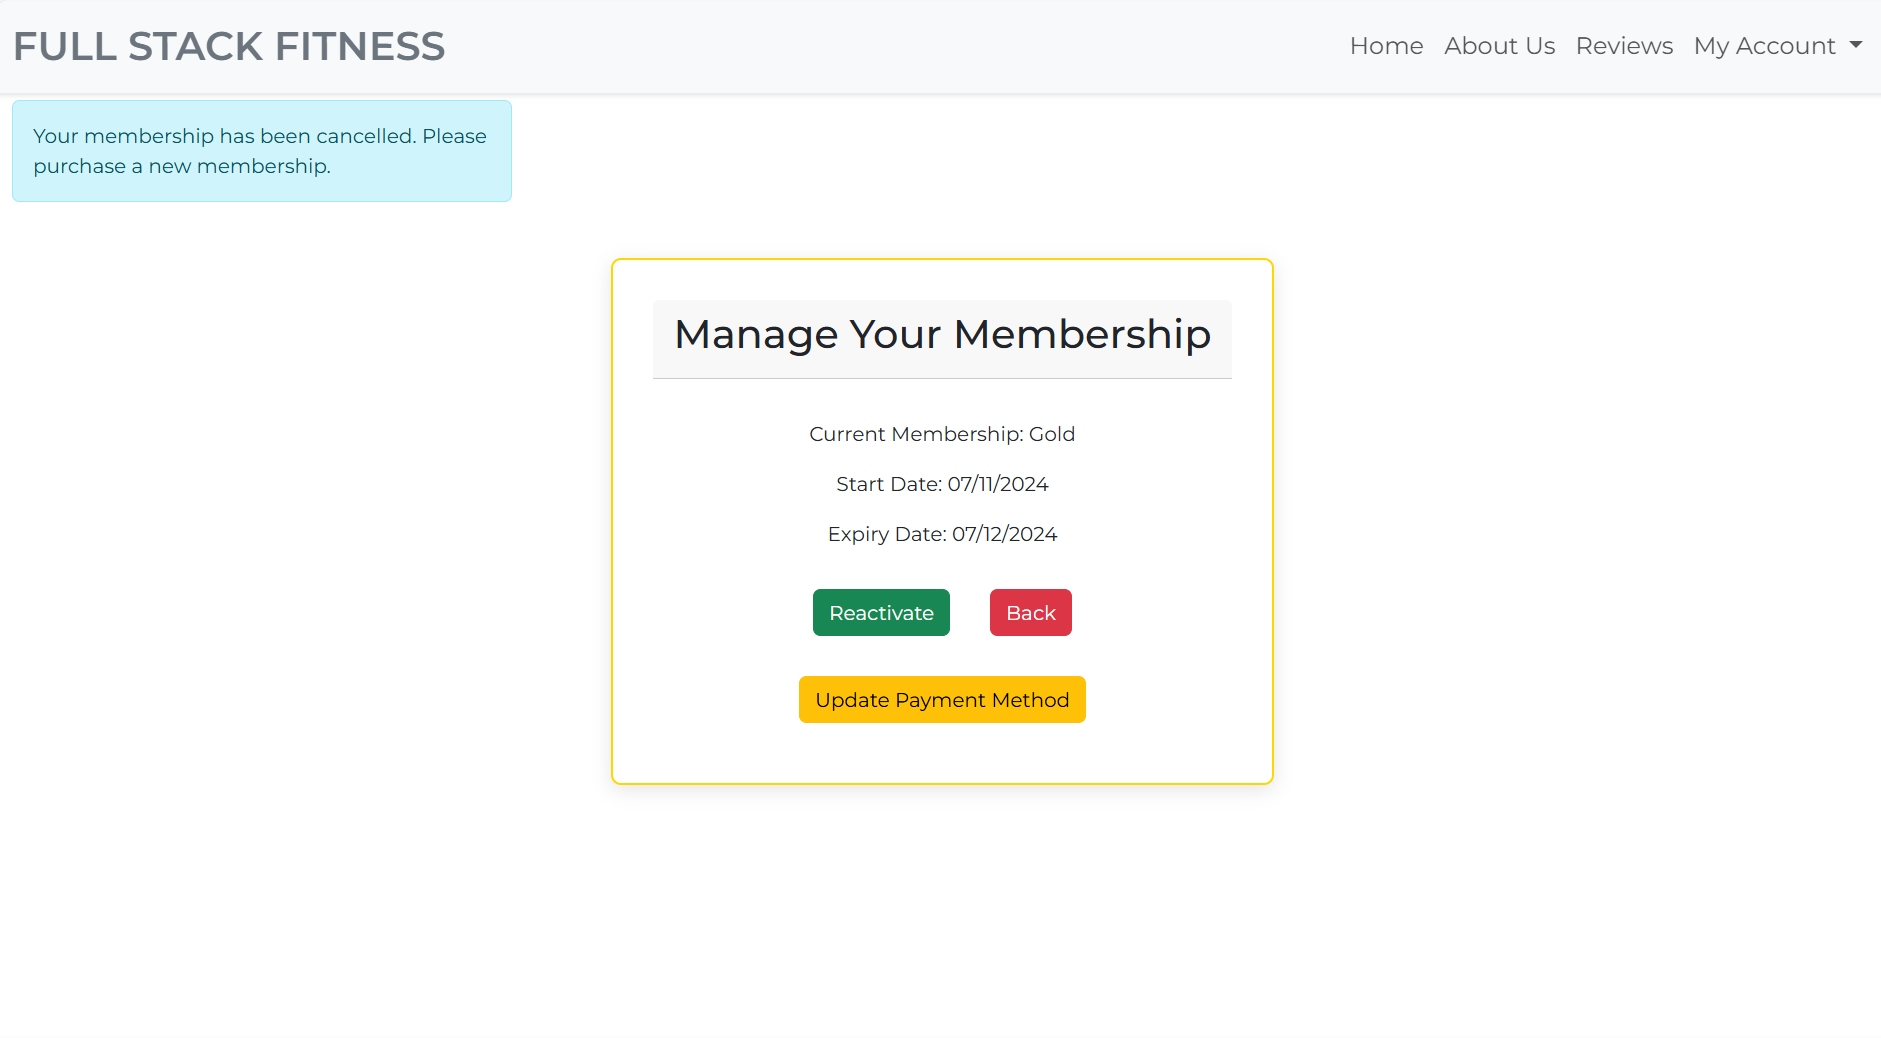 FULL STACK FITNESS
Home About Us Reviews My Account
Your membership has been cancelled. Please
purchase a new membership.
Manage Your Membership
Current Membership: Gold
Start Date: 07/11/2024
Expiry Date: 07/12/2024
Reactivate Back
Update Payment Method